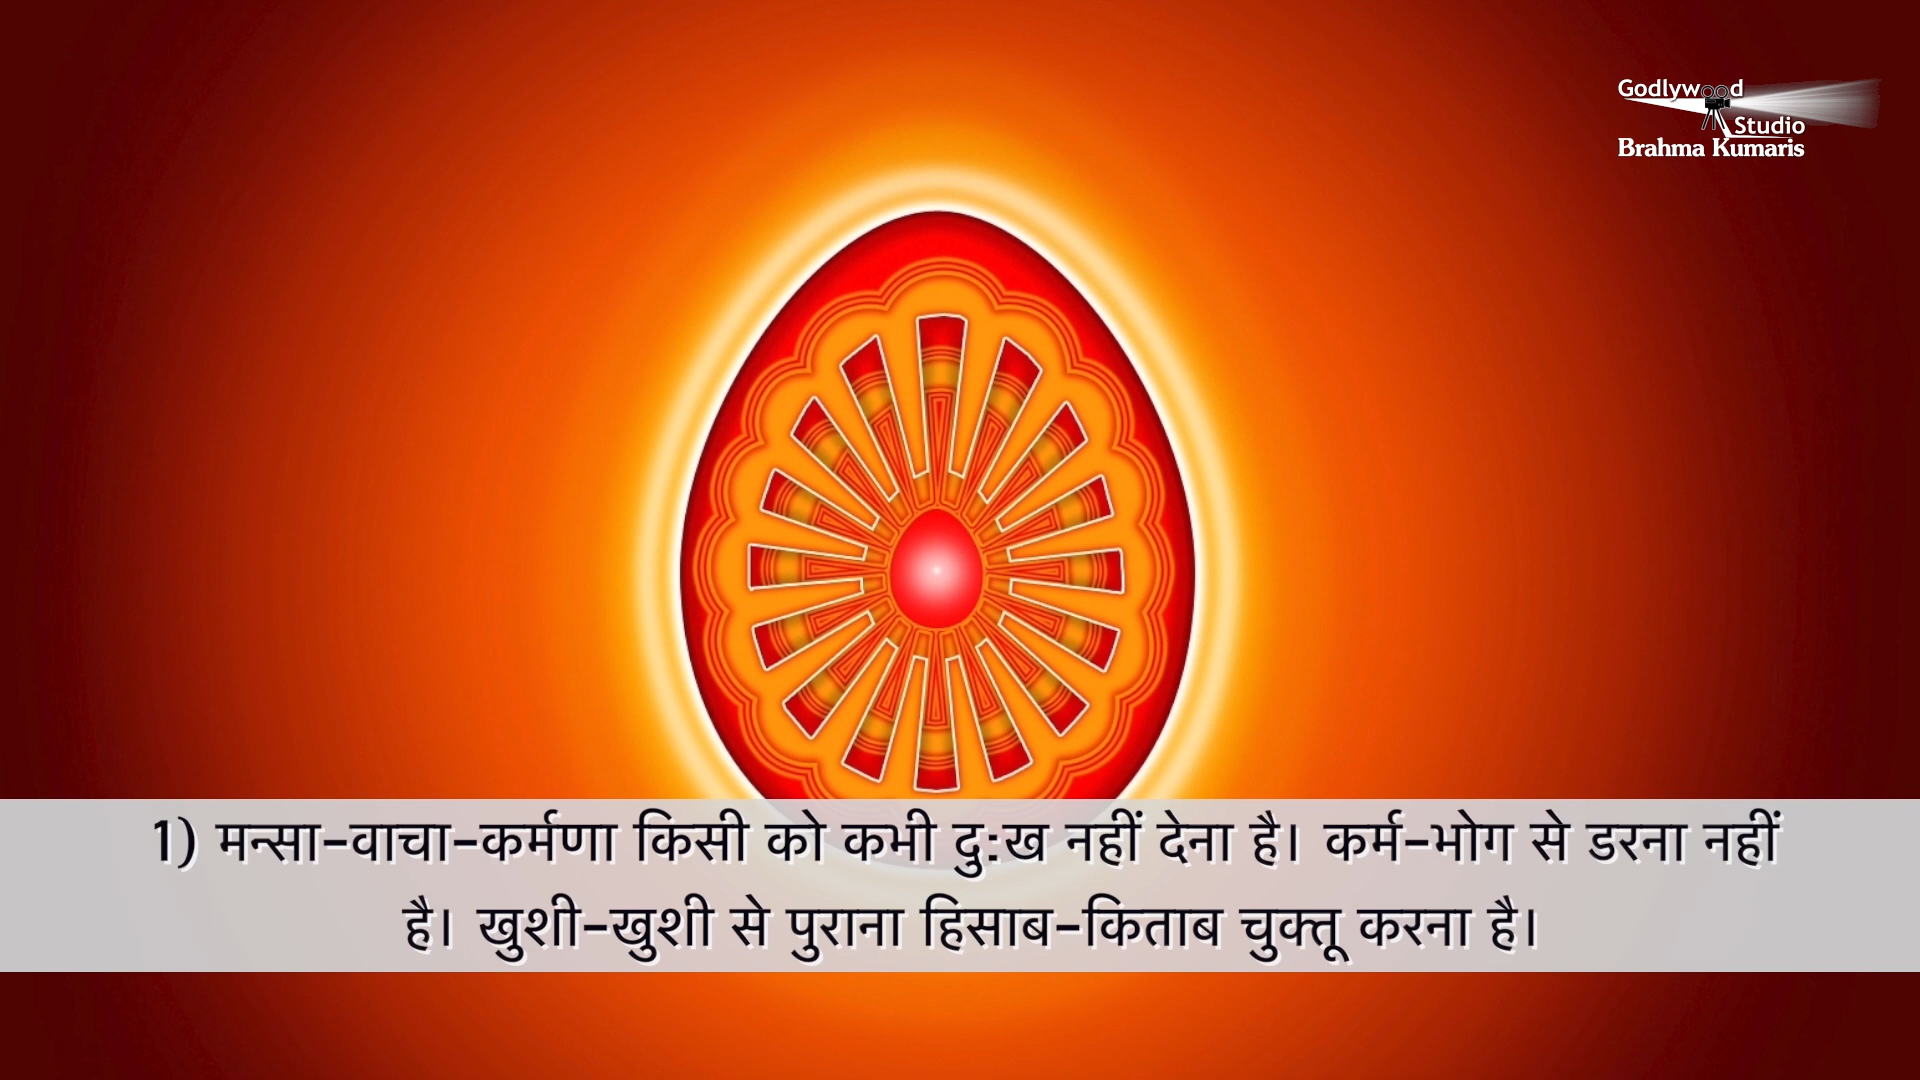 Godlywood
Studio
Brahma Kumaris
1) मन्सा-वाचा-कर्मणा किसी को कभी दु:ख नहीं देना है। कर्म-भोग से डरना नहीं
है। खुशी-खुशी से पुराना हिसाब-किताब चुक्तू करना है।